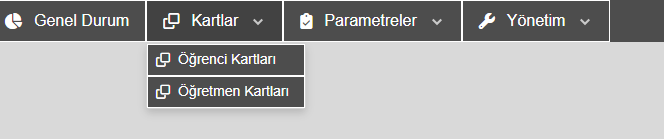 Genel Durum Kartlar Parametreler Yönetim
Öğrenci Kartları
Öğretmen Kartları